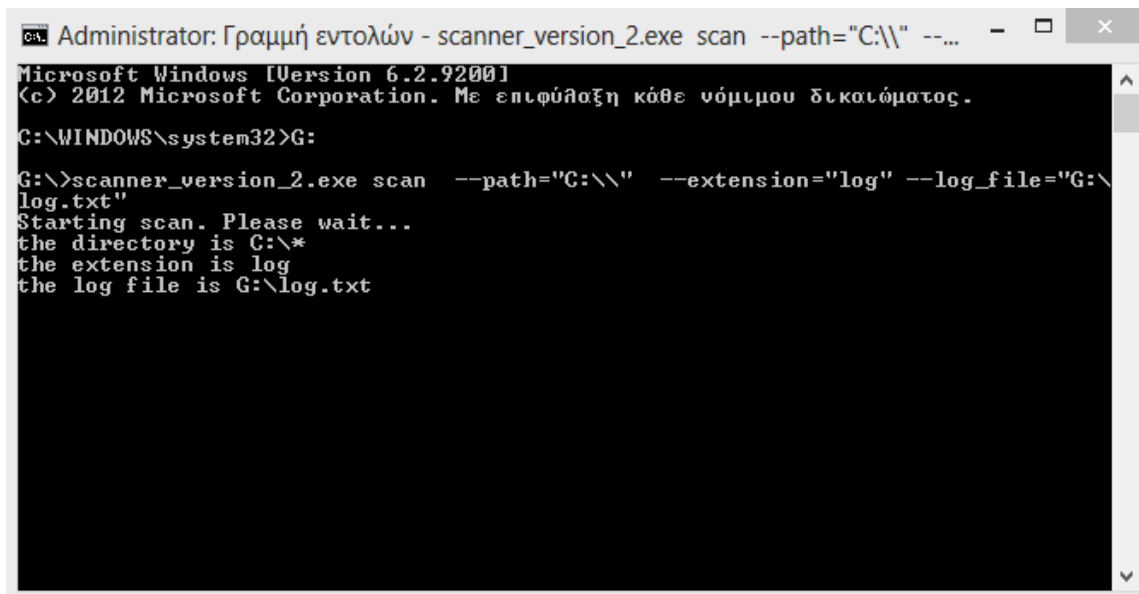 Administrator: Γραμμή εντολών - scanner_version_2.exe scan --path="C:\\" --...
Microsoft Windows [Version 6.2.9200]
(c) 2012 Microsoft Corporation. Με επιφύλαξη κάθε νόμιμου δικαιώματος.
C:\WINDOWS\system32>G:
G:\>scanner_version_2.exe scan  --path="C:\\"  --extension="log" --log_file="G:\
log.txt"
Starting scan. Please wait...
the directory is C:\*
the extension is log
the log file is G:\log.txt